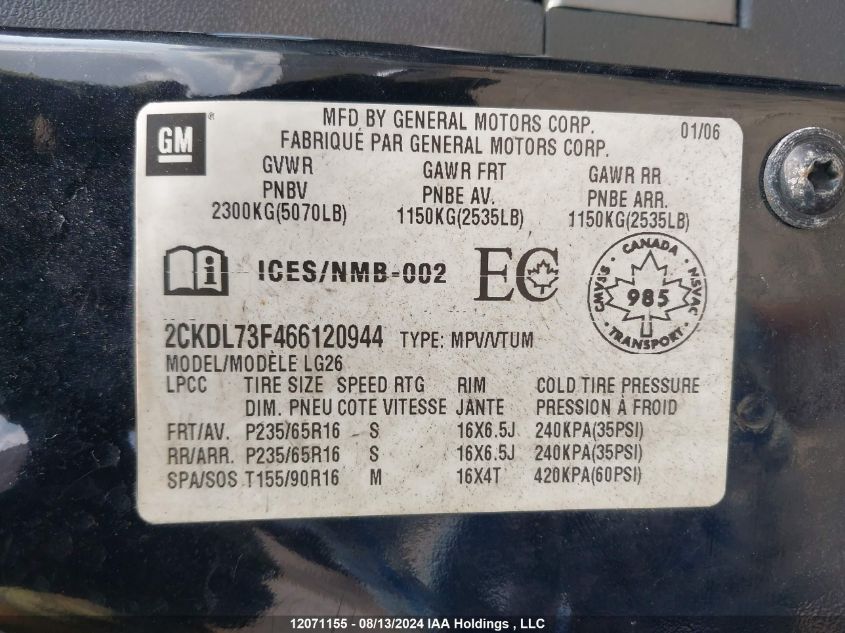 GM®
MFD BY GENERAL MOTORS CORP.
FABRIQUÉ PAR GENERAL MOTORS CORP.
01/06
GVWR GAWR FRT GAWR RR
PNBV PNBE AV. PNBE ARR.
2300KG(5070LB) 1150KG(2535LB) 1150KG(2535LB)
i ICES/NMB-002 EC
CANADA
CMVSS 985 NSVAC
TRANSPORT
2CKDL73F466120944 TYPE: MPV/VTUM
MODEL/MODÈLE LG26
LPCC TIRE SIZE SPEED RTG RIM COLD TIRE PRESSURE
DIM. PNEU COTE VITESSE JANTE PRESSION À FROID
FRT/AV. P235/65R16 S 16X6.5J 240KPA(35PSI)
RR/ARR. P235/65R16 S 16X6.5J 240KPA(35PSI)
SPA/SOS T155/90R16 M 16X4T 420KPA(60PSI)
12071155 - 08/13/2024 IAA Holdings , LLC